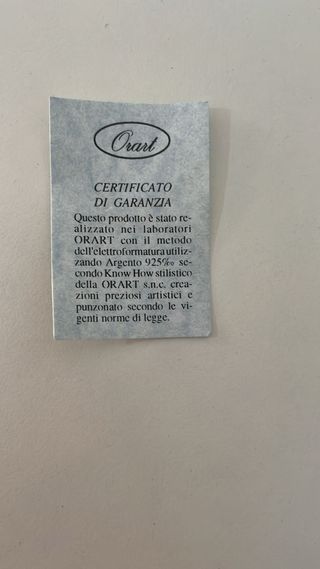 Orart
CERTIFICATO
DI GARANZIA
Questo prodotto è stato re-
alizzato nei laboratori
ORART con il metodo
dell'elettroformatura utiliz-
zando Argento 925‰ se-
condo Know How stilistico
della ORART s.n.c. crea-
zioni preziosi artistici e
punzonato secondo le vi-
genti norme di legge.